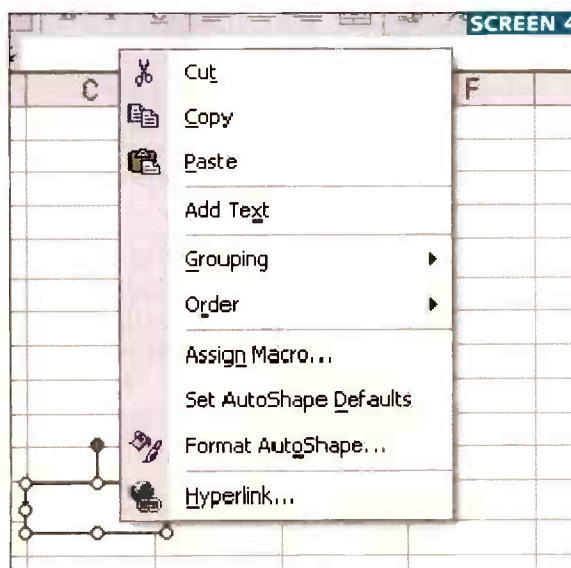 SCREEN 4
C
F
Cut
Copy
Paste
Add Text
Grouping
Order
Assign Macro...
Set AutoShape Defaults
Format AutoShape...
Hyperlink...